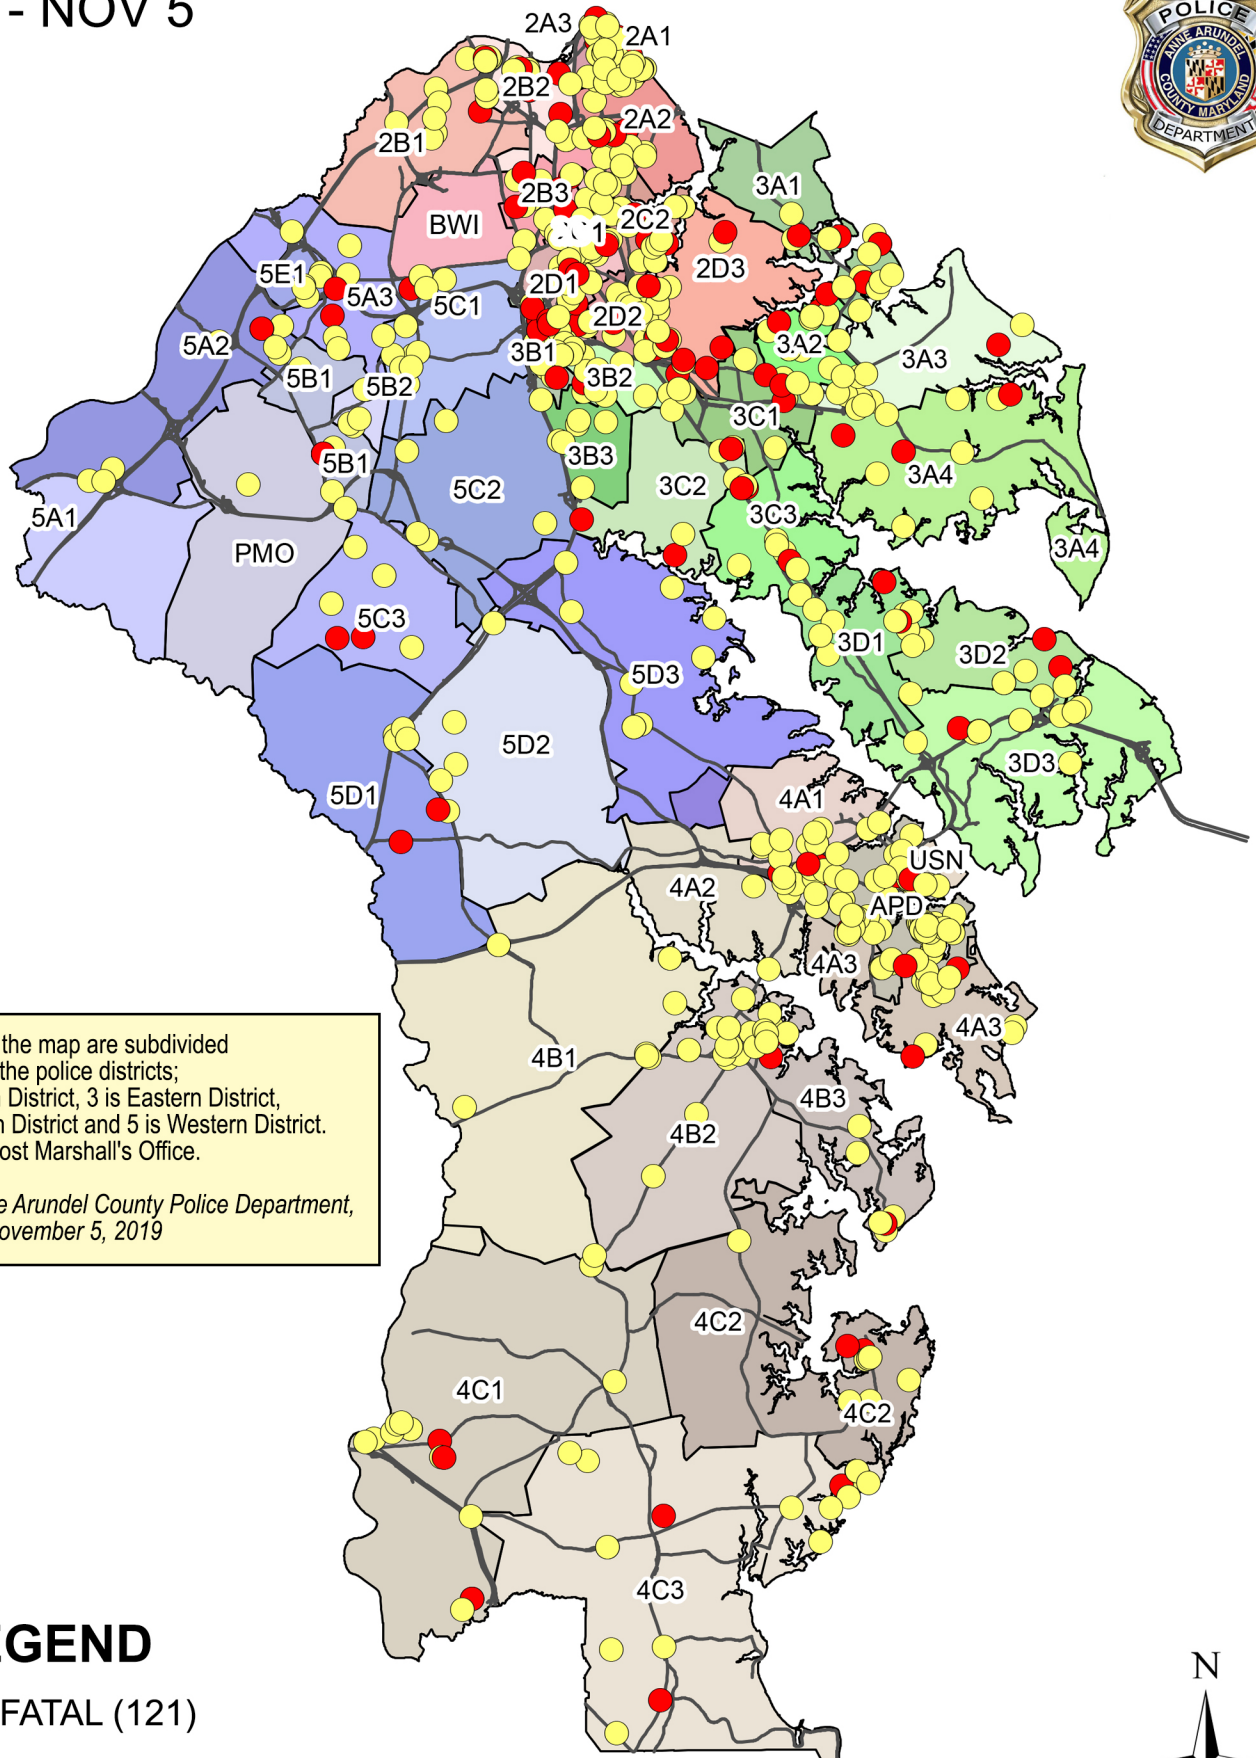 - NOV 5
POLICE
ANNE ARUNDEL
COUNTY MARYLAND
DEPARTMENT
2A3
2A1
2B2
2A2
2B1
3A1
2B3
BWI
2C2
2D3
5E1
2D1
5A3
5C1
2D2
5A2
3B1
3A2
3A3
5B1
5B2
3B2
3C1
3B3
5B1
5C2
3C2
3A4
5A1
3C3
PMO
3A4
5C3
3D1
3D2
5D3
5D2
3D3
5D1
4A1
USN
4A2
APD
4A3
4A3
the map are subdivided
the police districts;
District, 3 is Eastern District,
District and 5 is Western District.
Marshall's Office.
Arundel County Police Department,
5, 2019
4B1
4B3
4B2
4C2
4C1
4C2
4C3
FATAL (121)
N